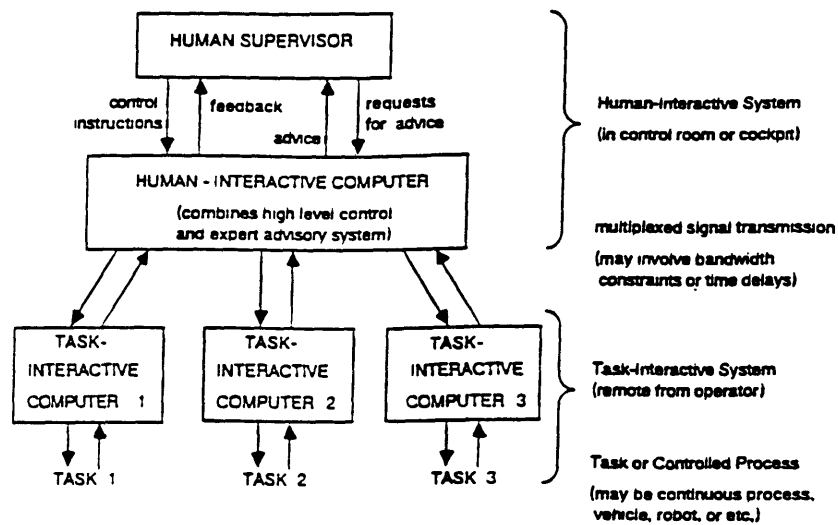 HUMAN SUPERVISOR
control
instructions
feedback
advice
requests
for advice
HUMAN - INTERACTIVE COMPUTER
(combines high level control
and expert advisory system)
TASK-
INTERACTIVE
COMPUTER 1
TASK-
INTERACTIVE
COMPUTER 2
TASK-
INTERACTIVE
COMPUTER 3
TASK 1
TASK 2
TASK 3
Human-Interactive System
(in control room or cockpit)
multiplexed signal transmission
(may involve bandwidth
constraints or time delays)
Task-Interactive System
(remote from operator)
Task or Controlled Process
(may be continuous process,
vehicle, robot, or etc,)